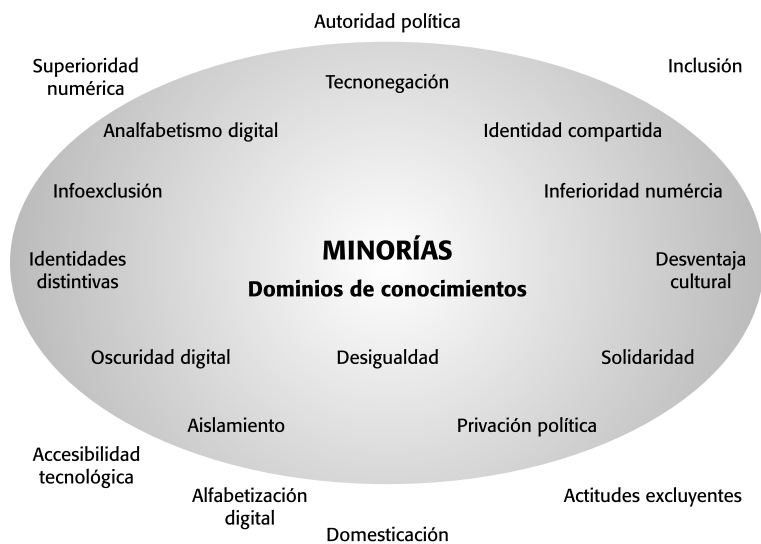 Autoridad política
Superioridad
numérica
Inclusión
Tecnonegación
Analfabetismo digital
Identidad compartida
Infoexclusión
Inferioridad numércia
MINORÍAS
Dominios de conocimientos
Identidades
distintivas
Desventaja
cultural
Oscuridad digital
Desigualdad
Solidaridad
Aislamiento
Privación política
Accesibilidad
tecnológica
Alfabetización
digital
Actitudes excluyentes
Domesticación